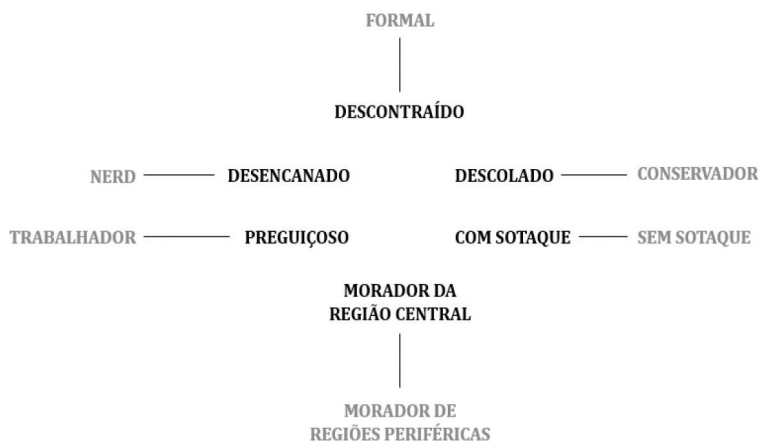 FORMAL
DESCONTRAÍDO
NERD DESENCANADO DESCOLADO CONSERVADOR
TRABALHADOR PREGUIÇOSO COM SOTAQUE SEM SOTAQUE
MORADOR DA
REGIÃO CENTRAL
MORADOR DE
REGIÕES PERIFÉRICAS